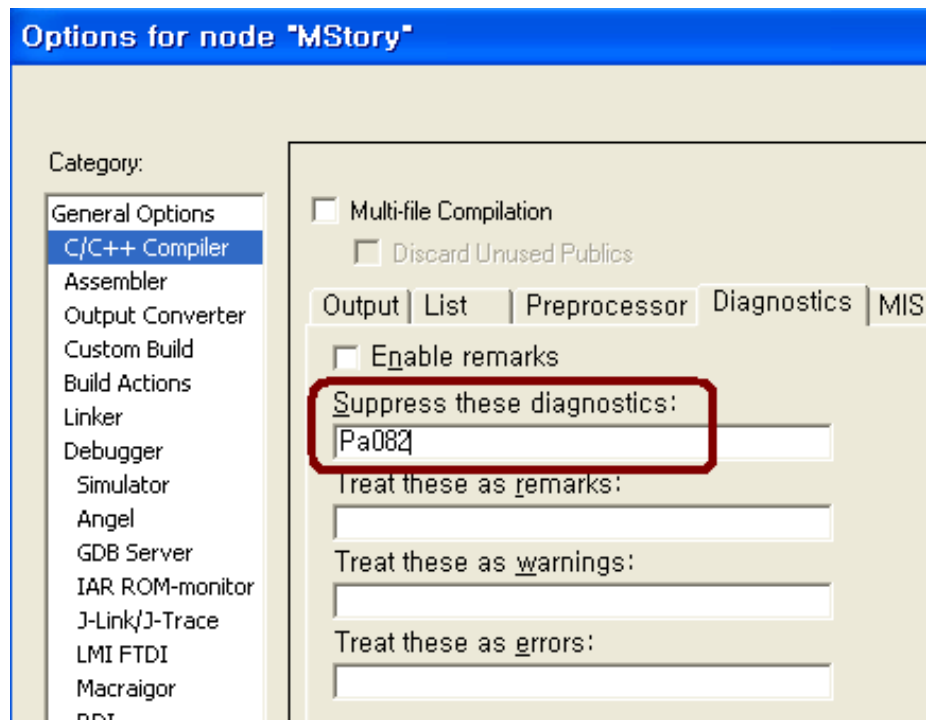 Options for node "MStory"
Category:
General Options
C/C++ Compiler
Assembler
Output Converter
Custom Build
Build Actions
Linker
Debugger
Simulator
Angel
GDB Server
IAR ROM-monitor
J-Link/J-Trace
LMI FTDI
Macraigor
RDI
Multi-file Compilation
Discard Unused Publics
Output List Preprocessor Diagnostics MIS
Enable remarks
Suppress these diagnostics:
Pa082
Treat these as remarks:
Treat these as warnings:
Treat these as errors: